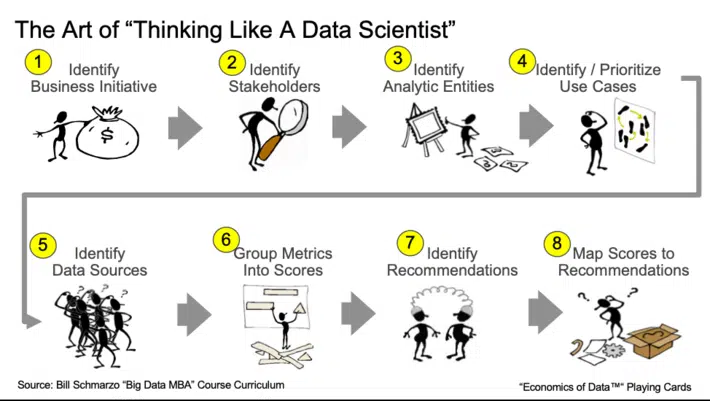 The Art of "Thinking Like A Data Scientist"
1
Identify
Business Initiative
$
2
Identify
Stakeholders
3
Identify
Analytic Entities
4
Identify / Prioritize
Use Cases
5
Identify
Data Sources
? ? ?
6
Group Metrics
Into Scores
7
Identify
Recommendations
8
Map Scores to
Recommendations
? ?
Source: Bill Schmarzo "Big Data MBA" Course Curriculum
"Economics of Data™" Playing Cards